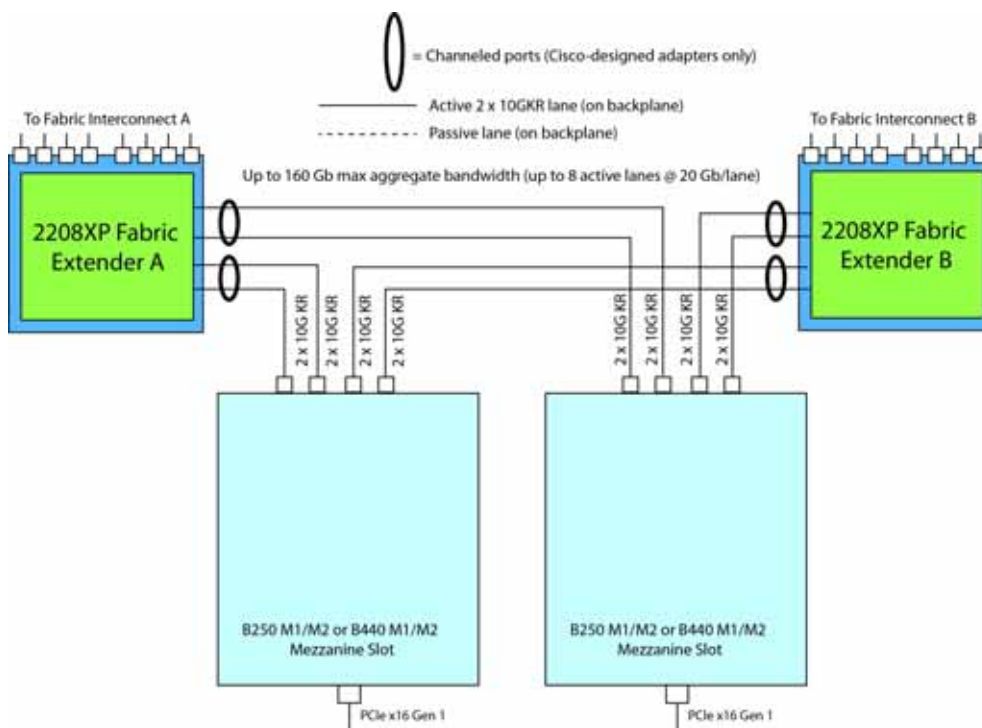 = Channeled ports (Cisco-designed adapters only)
Active 2 x 10GKR lane (on backplane)
Passive lane (on backplane)
To Fabric Interconnect A
To Fabric Interconnect B
Up to 160 Gb max aggregate bandwidth (up to 8 active lanes @ 20 Gb/lane)
2208XP Fabric
Extender A
2208XP Fabric
Extender B
2 x 10G KR
2 x 10G KR
2 x 10G KR
2 x 10G KR
2 x 10G KR
2 x 10G KR
2 x 10G KR
2 x 10G KR
B250 M1/M2 or B440 M1/M2
Mezzanine Slot
B250 M1/M2 or B440 M1/M2
Mezzanine Slot
PCIe x16 Gen 1
PCIe x16 Gen 1